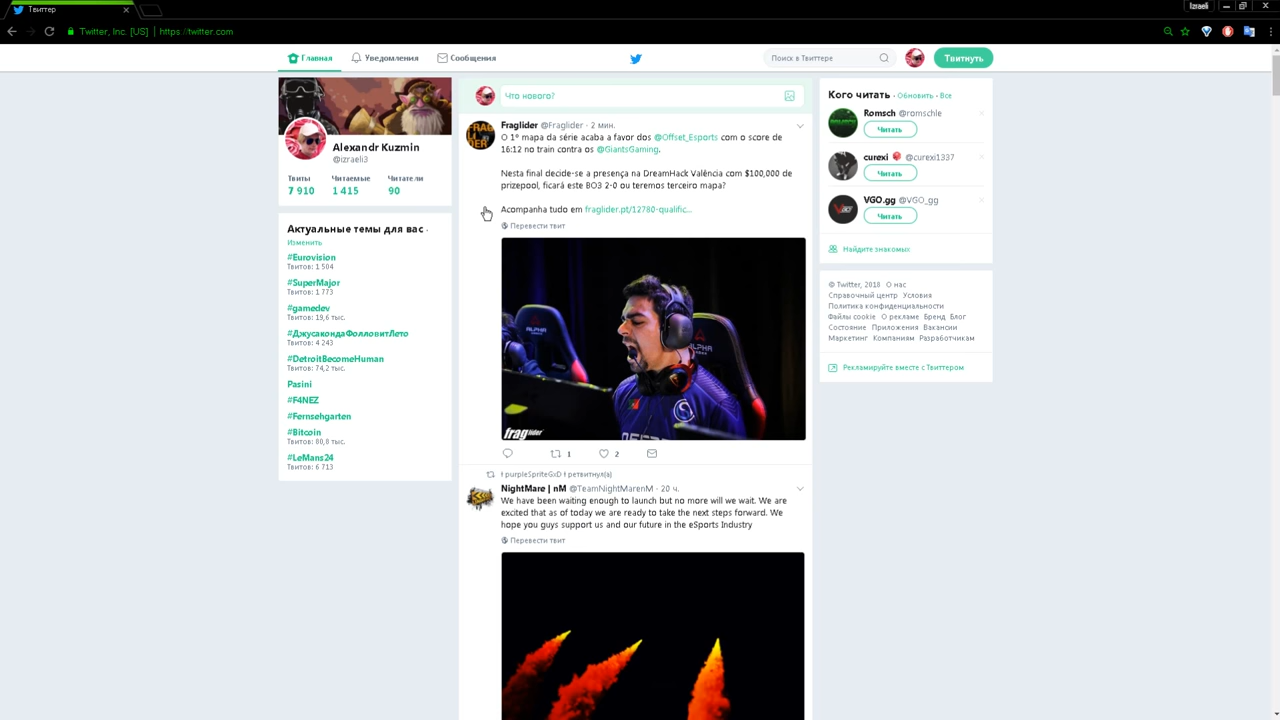 Твиттер
Izraeli
Twitter, Inc. [US] | https://twitter.com
Главная
Уведомления
Сообщения
Поиск в Твиттере
Твитнуть
Alexandr Kuzmin
@izraeli3
Твиты Читаемые Читатели
7 910 1 415 90
Актуальные темы для вас ·
Изменить
#Eurovision
Твитов: 1 504
#SuperMajor
Твитов: 1 773
#gamedev
Твитов: 19,6 тыс.
#ДжусакондаФолловитЛето
Твитов: 4 243
#DetroitBecomeHuman
Твитов: 74,2 тыс.
Pasini
#F4NEZ
#Fernsehgarten
#Bitcoin
Твитов: 80,8 тыс.
#LeMans24
Твитов: 6 713
Что нового?
Fraglider @Fraglider · 2 мин.
O 1º mapa da série acaba a favor dos @Offset_Esports com o score de
16:12 no train contra os @GiantsGaming.
Nesta final decide-se a presença na DreamHack Valência com $100,000 de
prizepool, ficará este BO3 2-0 ou teremos terceiro mapa?
Acompanha tudo em fraglider.pt/12780-qualific...
Перевести твит
ALPHA
ALPHA
fraglider
1
2
purpleSpriteGxD ретвитнул(а)
NightMare | nM @TeamNightMarenM · 20 ч.
We have been waiting enough to launch but no more will we wait. We are
excited that as of today we are ready to take the next steps forward. We
hope you guys support us and our future in the eSports Industry
Перевести твит
Кого читать · Обновить · Все
Romsch @romschle
Читать
curexi @curexi1337
Читать
VGO.gg @VGO_gg
Читать
Найдите знакомых
© Twitter, 2018 О нас
Справочный центр Условия
Политика конфиденциальности
Файлы cookie О рекламе Бренд Блог
Состояние Приложения Вакансии
Маркетинг Компаниям Разработчикам
Рекламируйте вместе с Твиттером